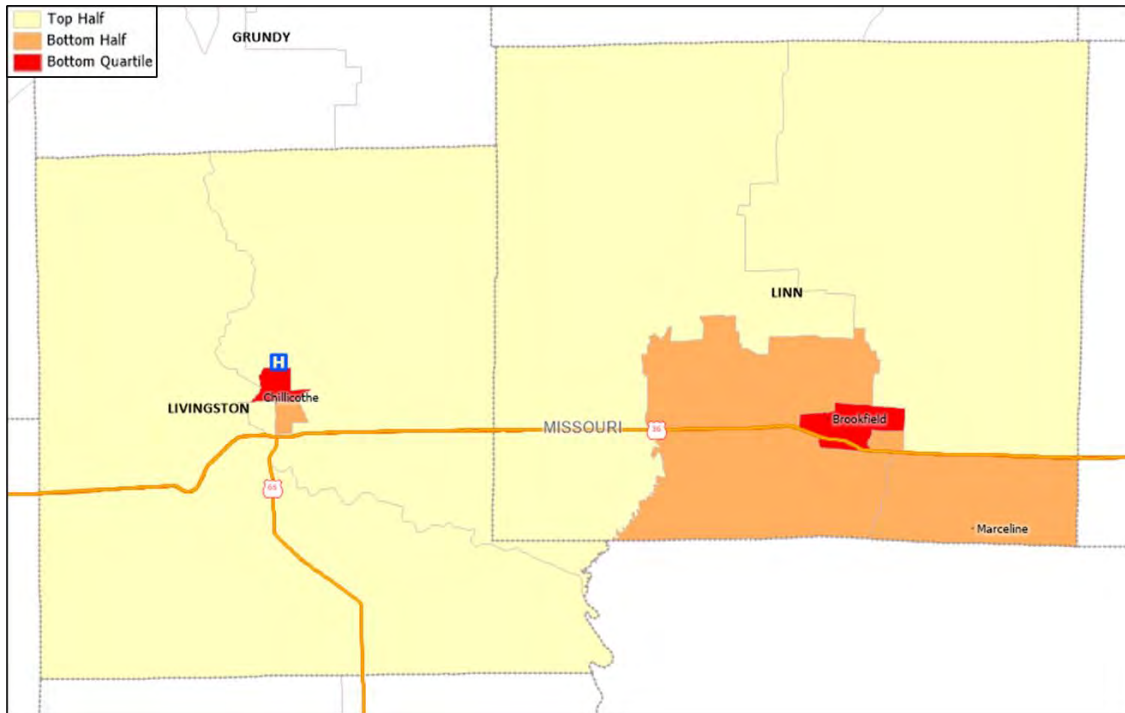 Top Half
Bottom Half
Bottom Quartile
GRUNDY
LINN
H
Chillicothe
LIVINGSTON
Brookfield
MISSOURI
36
65
Marceline